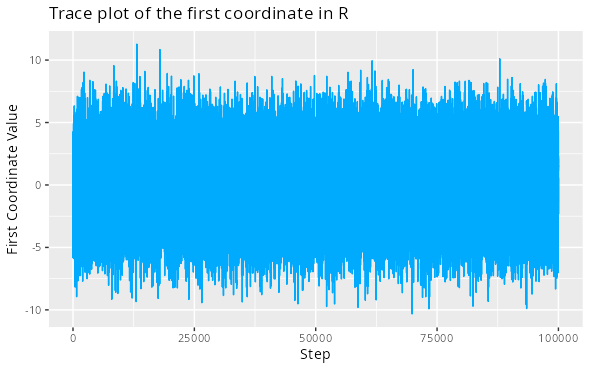 Trace plot of the first coordinate in R
First Coordinate Value
10
5
0
-5
-10
0 25000 50000 75000 100000
Step